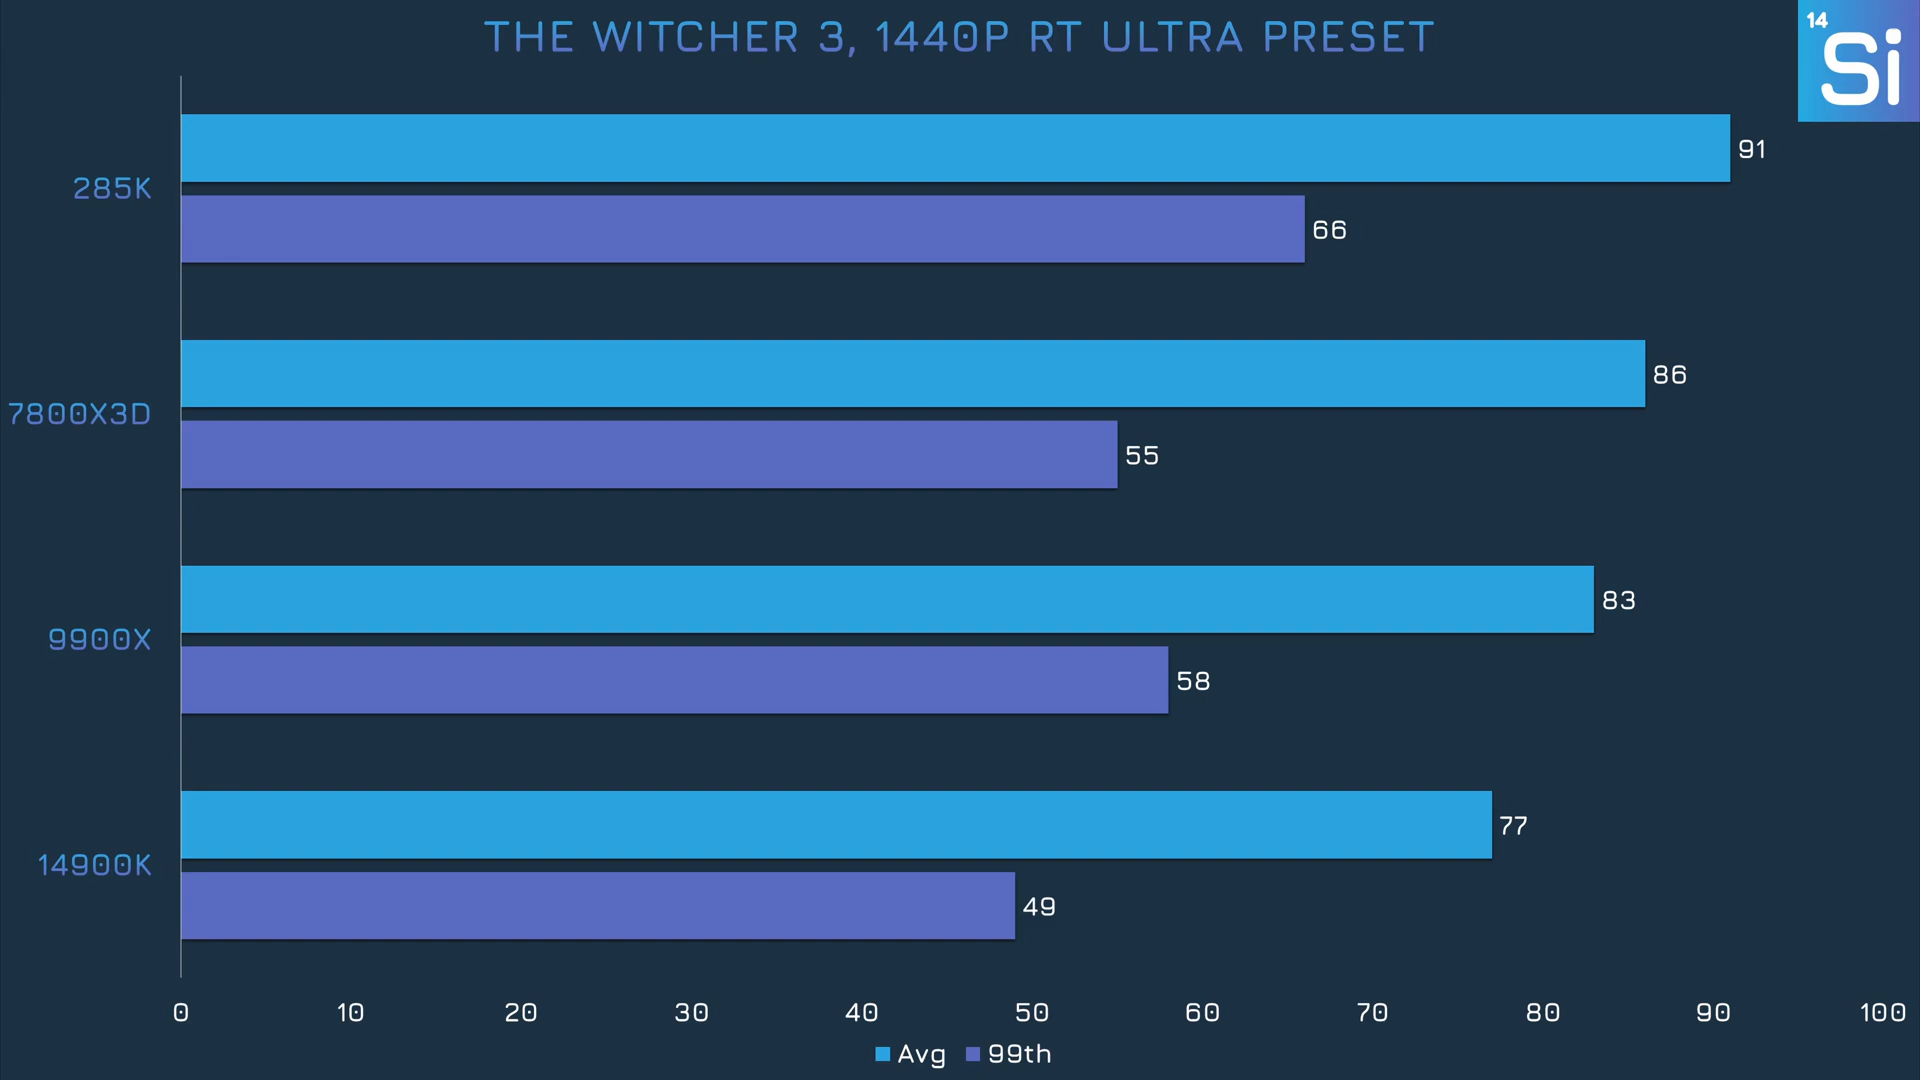 THE WITCHER 3, 1440P RT ULTRA PRESET
14
Si
285K
91
66
7800X3D
86
55
9900X
83
58
14900K
77
49
0 10 20 30 40 50 60 70 80 90 100
Avg 99th